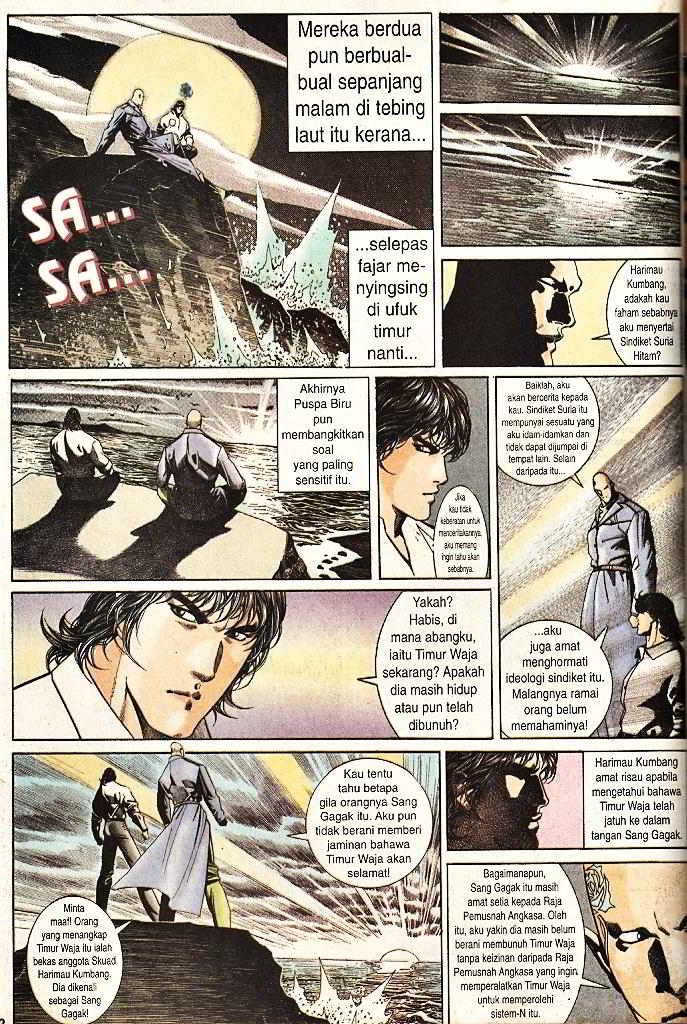 Mereka berdua
pun berbual-
bual sepanjang
malam di tebing
laut itu kerana...
SA...
SA...
...selepas
fajar me-
nyingsing
di ufuk
timur
nanti...
Harimau
Kumbang,
adakah kau
faham sebabnya
aku menyertai
Sindiket Suria
Hitam?
Akhirnya
Puspa Biru
pun
membangkitkan
soal
yang paling
sensitif itu.
Jika
kau tidak
keberatan untuk
menceritakannya,
aku memang
ingin tahu akan
sebabnya.
Baiklah, aku
akan bercerita kepada
kau. Sindiket Suria itu
mempunyai sesuatu yang
aku idam-idamkan dan
tidak dapat dijumpai di
tempat lain. Selain
daripada itu...
...aku
juga amat
menghormati
ideologi sindiket itu.
Malangnya ramai
orang belum
memahaminya!
Yakah?
Habis, di
mana abangku,
iaitu Timur Waja
sekarang? Apakah
dia masih hidup
atau pun telah
dibunuh?
Kau tentu
tahu betapa
gila orangnya Sang
Gagak itu. Aku pun
tidak berani memberi
jaminan bahawa
Timur Waja akan
selamat!
Minta
maaf! Orang
yang menangkap
Timur Waja itu ialah
bekas anggota Skuad
Harimau Kumbang.
Dia dikenali
sebagai Sang
Gagak!
Harimau Kumbang
amat risau apabila
mengetahui bahawa
Timur Waja telah
jatuh ke dalam
tangan Sang Gagak.
Bagaimanapun,
Sang Gagak itu masih
amat setia kepada Raja
Pemusnah Angkasa. Oleh
itu, aku yakin dia masih belum
berani membunuh Timur Waja
tanpa keizinan daripada Raja
Pemusnah Angkasa yang ingin
memperalatkan Timur Waja
untuk memperolehi
sistem-N itu.